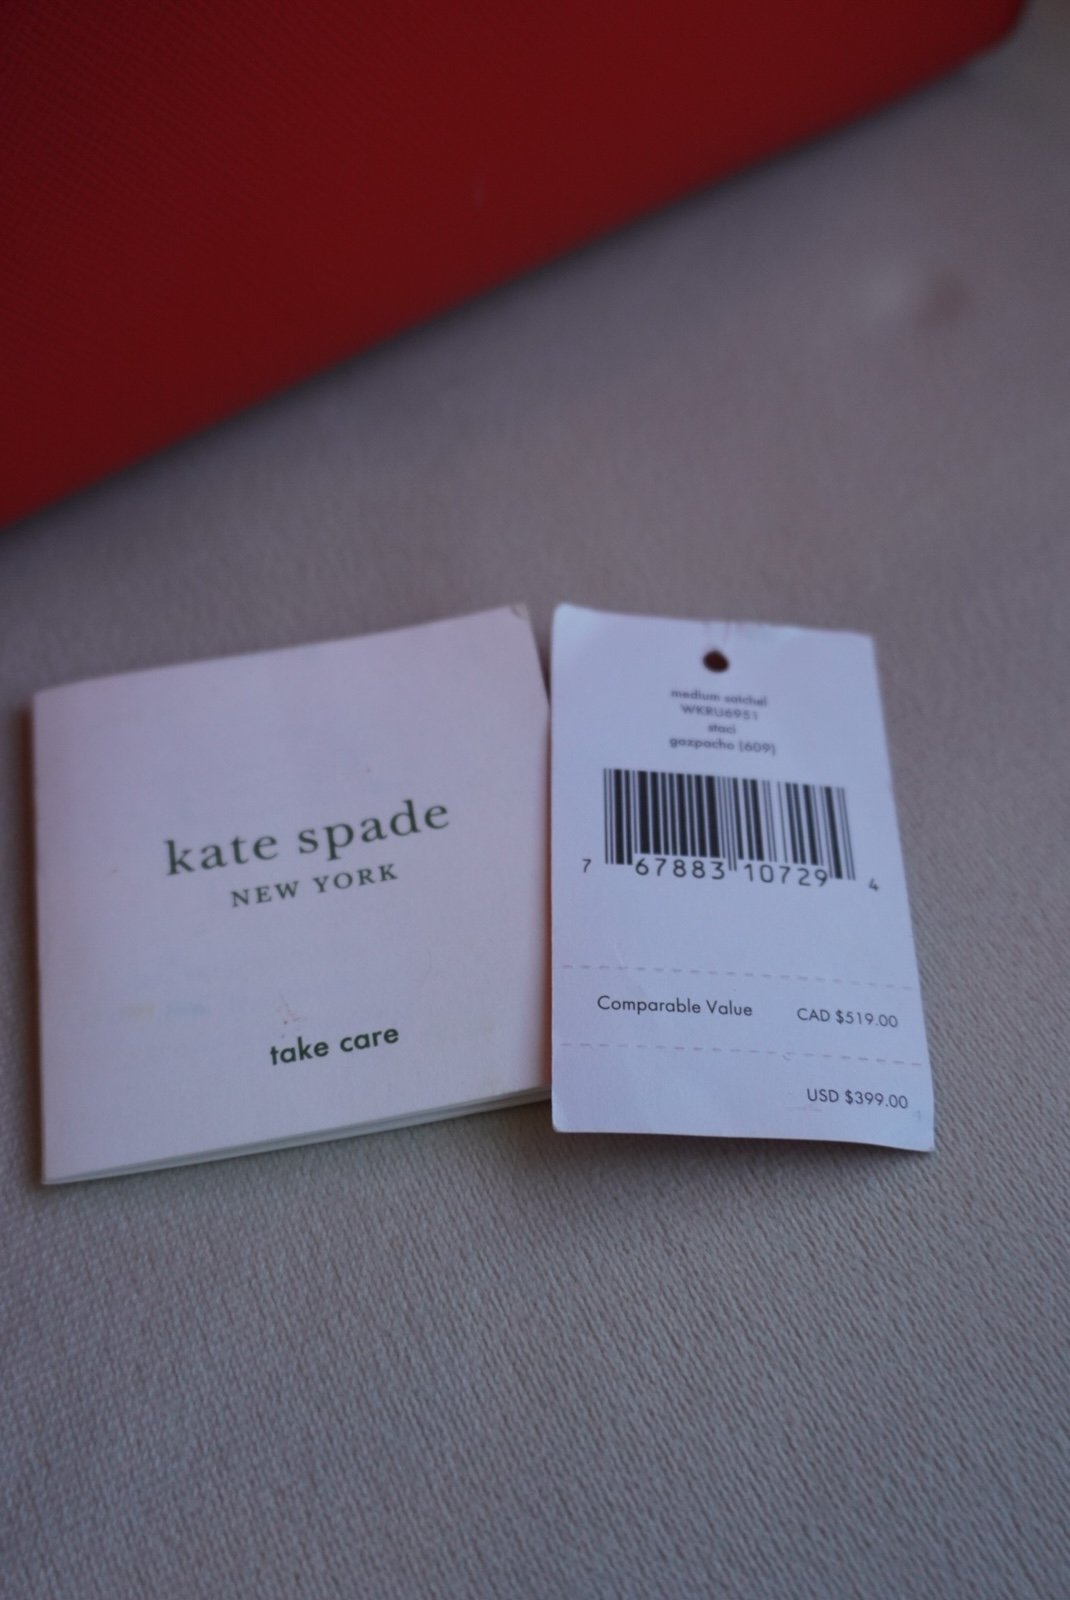 kate spade
NEW YORK
take care
medium satchel
WKRU6951
staci
gazpacho (609)
7 67883 10729 4
Comparable Value CAD $519.00
USD $399.00